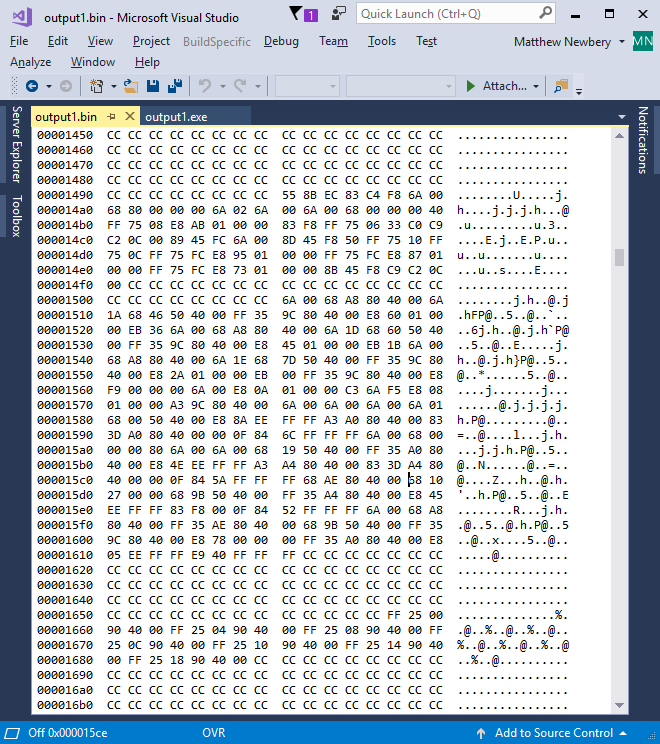 output1.bin - Microsoft Visual Studio
1
Quick Launch (Ctrl+Q)
File Edit View Project BuildSpecific Debug Team Tools Test
Matthew Newbery
MN
Analyze Window Help
Attach...
output1.bin
output1.exe
Server Explorer
Toolbox
Notifications
00001450 CC CC CC CC CC CC CC CC CC CC CC CC CC CC CC CC ................
00001460 CC CC CC CC CC CC CC CC CC CC CC CC CC CC CC CC ................
00001470 CC CC CC CC CC CC CC CC CC CC CC CC CC CC CC CC ................
00001480 CC CC CC CC CC CC CC CC CC CC CC CC CC CC CC CC ................
00001490 CC CC CC CC CC CC CC CC 55 8B EC 83 C4 F8 6A 00 ........U.....j.
000014a0 68 80 00 00 00 6A 02 6A 00 6A 00 68 00 00 00 40 h....j.j.j.h...@
000014b0 FF 75 08 E8 AB 01 00 00 83 F8 FF 75 06 33 C0 C9 .u.........u.3..
000014c0 C2 0C 00 89 45 FC 6A 00 8D 45 F8 50 FF 75 10 FF ....E.j..E.P.u..
000014d0 75 0C FF 75 FC E8 95 01 00 00 FF 75 FC E8 87 01 u..u.......u....
000014e0 00 00 FF 75 FC E8 73 01 00 00 8B 45 F8 C9 C2 0C ...u..s....E....
000014f0 00 CC CC CC CC CC CC CC CC CC CC CC CC CC CC CC ................
00001500 CC CC CC CC CC CC CC CC 6A 00 68 A8 80 40 00 6A ........j.h..@.j
00001510 1A 68 46 50 40 00 FF 35 9C 80 40 00 E8 60 01 00 .hFP@..5..@..`..
00001520 00 EB 36 6A 00 68 A8 80 40 00 6A 1D 68 60 50 40 ..6j.h..@.j.h`P@
00001530 00 FF 35 9C 80 40 00 E8 45 01 00 00 EB 1B 6A 00 ..5..@..E.....j.
00001540 68 A8 80 40 00 6A 1E 68 7D 50 40 00 FF 35 9C 80 h..@.j.h}P@..5..
00001550 40 00 E8 2A 01 00 00 EB 00 FF 35 9C 80 40 00 E8 @..*......5..@..
00001560 F9 00 00 00 6A 00 E8 0A 01 00 00 C3 6A F5 E8 08 ....j.......j...
00001570 01 00 00 A3 9C 80 40 00 6A 00 6A 00 6A 00 6A 01 ......@.j.j.j.j.
00001580 68 00 50 40 00 E8 8A EE FF FF A3 A0 80 40 00 83 h.P@.........@..
00001590 3D A0 80 40 00 00 0F 84 6C FF FF FF 6A 00 68 00 =..@....l...j.h.
000015a0 00 80 00 6A 00 6A 00 68 19 50 40 00 FF 35 A0 80 ...j.j.h.P@..5..
000015b0 40 00 E8 4E EE FF FF A3 A4 80 40 00 83 3D A4 80 @..N......@..=..
000015c0 40 00 00 0F 84 5A FF FF FF 68 AE 80 40 00 68 10 @....Z...h..@.h.
000015d0 27 00 00 68 9B 50 40 00 FF 35 A4 80 40 00 E8 45 '..h.P@..5..@..E
000015e0 EE FF FF 83 F8 00 0F 84 52 FF FF FF 6A 00 68 A8 ........R...j.h.
000015f0 80 40 00 FF 35 AE 80 40 00 68 9B 50 40 00 FF 35 .@..5..@.h.P@..5
00001600 9C 80 40 00 E8 78 00 00 00 FF 35 A0 80 40 00 E8 ..@..x....5..@..
00001610 05 EE FF FF E9 40 FF FF FF CC CC CC CC CC CC CC .....@..........
00001620 CC CC CC CC CC CC CC CC CC CC CC CC CC CC CC CC ................
00001630 CC CC CC CC CC CC CC CC CC CC CC CC CC CC CC CC ................
00001640 CC CC CC CC CC CC CC CC CC CC CC CC CC CC CC CC ................
00001650 CC CC CC CC CC CC CC CC CC CC CC CC CC FF 25 00 ..............%.
00001660 90 40 00 FF 25 04 90 40 00 FF 25 08 90 40 00 FF .@..%..@..%..@..
00001670 25 0C 90 40 00 FF 25 10 90 40 00 FF 25 14 90 40 %..@..%..@..%..@
00001680 00 FF 25 18 90 40 00 CC CC CC CC CC CC CC CC CC ..%..@..........
00001690 CC CC CC CC CC CC CC CC CC CC CC CC CC CC CC CC ................
000016a0 CC CC CC CC CC CC CC CC CC CC CC CC CC CC CC CC ................
000016b0 CC CC CC CC CC CC CC CC CC CC CC CC CC CC CC CC ................
Off 0x000015ce
OVR
Add to Source Control